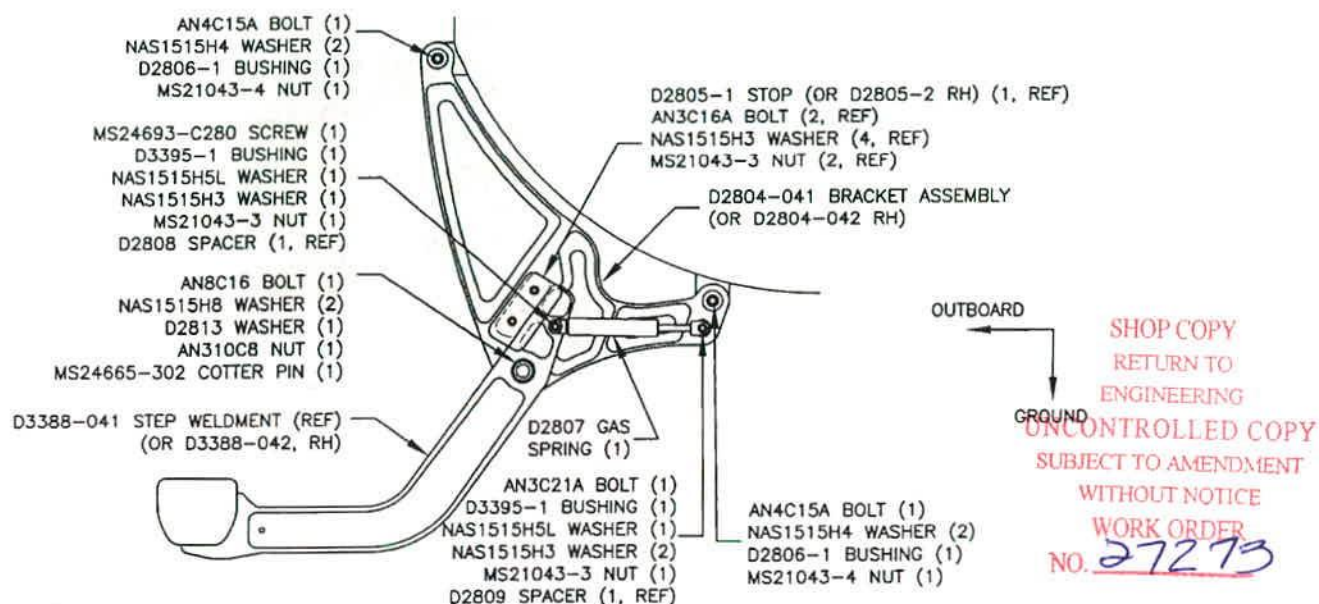 AN4C15A BOLT (1)
NAS1515H4 WASHER (2)
D2806-1 BUSHING (1)
MS21043-4 NUT (1)
MS24693-C280 SCREW (1)
D3395-1 BUSHING (1)
NAS1515H5L WASHER (1)
NAS1515H3 WASHER (1)
MS21043-3 NUT (1)
D2808 SPACER (1, REF)
AN8C16 BOLT (1)
NAS1515H8 WASHER (2)
D2813 WASHER (1)
AN310C8 NUT (1)
MS24665-302 COTTER PIN (1)
D3388-041 STEP WELDMENT (REF)
(OR D3388-042, RH)
D2805-1 STOP (OR D2805-2 RH) (1, REF)
AN3C16A BOLT (2, REF)
NAS1515H3 WASHER (4, REF)
MS21043-3 NUT (2, REF)
D2804-041 BRACKET ASSEMBLY
(OR D2804-042 RH)
D2807 GAS
SPRING (1)
AN3C21A BOLT (1)
D3395-1 BUSHING (1)
NAS1515H5L WASHER (1)
NAS1515H3 WASHER (2)
MS21043-3 NUT (1)
D2809 SPACER (1, REF)
AN4C15A BOLT (1)
NAS1515H4 WASHER (2)
D2806-1 BUSHING (1)
MS21043-4 NUT (1)
OUTBOARD
GROUND
SHOP COPY
RETURN TO
ENGINEERING
UNCONTROLLED COPY
SUBJECT TO AMENDMENT
WITHOUT NOTICE
WORK ORDER
NO. 27273